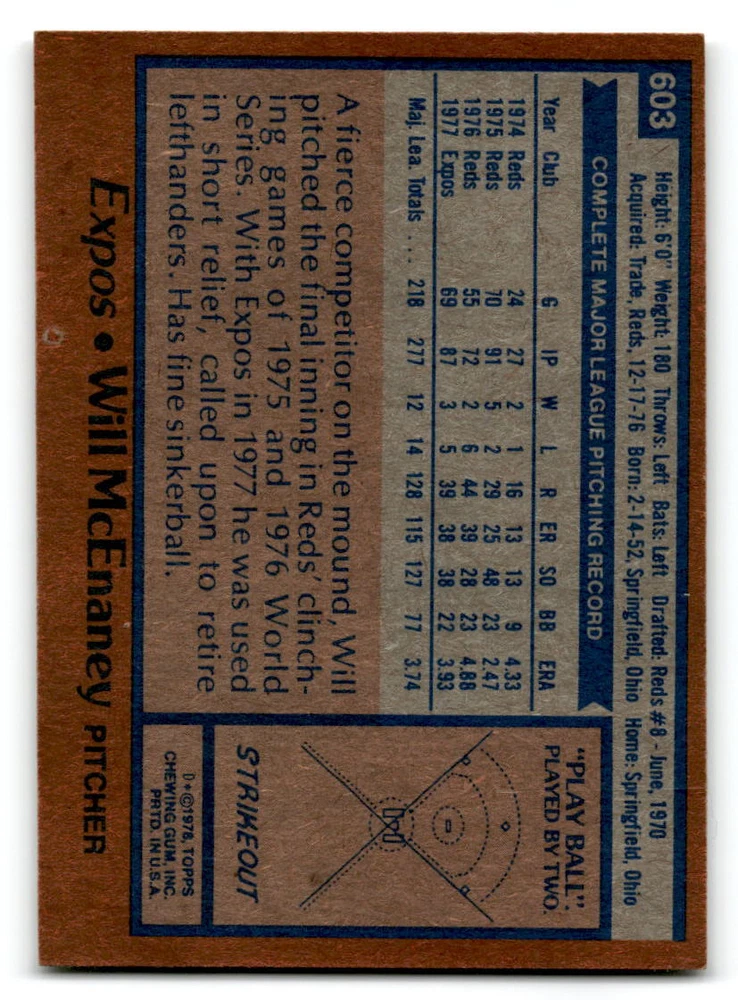 603
Height: 6'0" Weight: 180 Throws: Left Bats: Left Drafted: Reds #8 - June, 1970
Acquired: Trade, Reds, 12-17-76 Born: 2-14-52, Springfield, Ohio Home: Springfield, Ohio
COMPLETE MAJOR LEAGUE PITCHING RECORD
Year Club G IP W L R ER SO BB ERA
1974 Reds 24 27 2 1 16 13 13 9 4.33
1975 Reds 70 91 5 2 29 25 48 23 2.47
1976 Reds 55 72 2 6 44 39 28 23 4.88
1977 Expos 69 87 3 5 39 38 38 22 3.93
Maj. Lea. Totals .... 218 277 12 14 128 115 127 77 3.74
A fierce competitor on the mound, Will
pitched the final inning in Reds' clinch-
ing games of 1975 and 1976 World
Series. With Expos in 1977 he was used
in short relief, called upon to retire
lefthanders. Has fine sinkerball.
"PLAY BALL":
PLAYED BY TWO.
STRIKEOUT
D*©1978, TOPPS
CHEWING GUM, INC.
PRTD. IN U.S.A.
Expos • Will McEnaney PITCHER